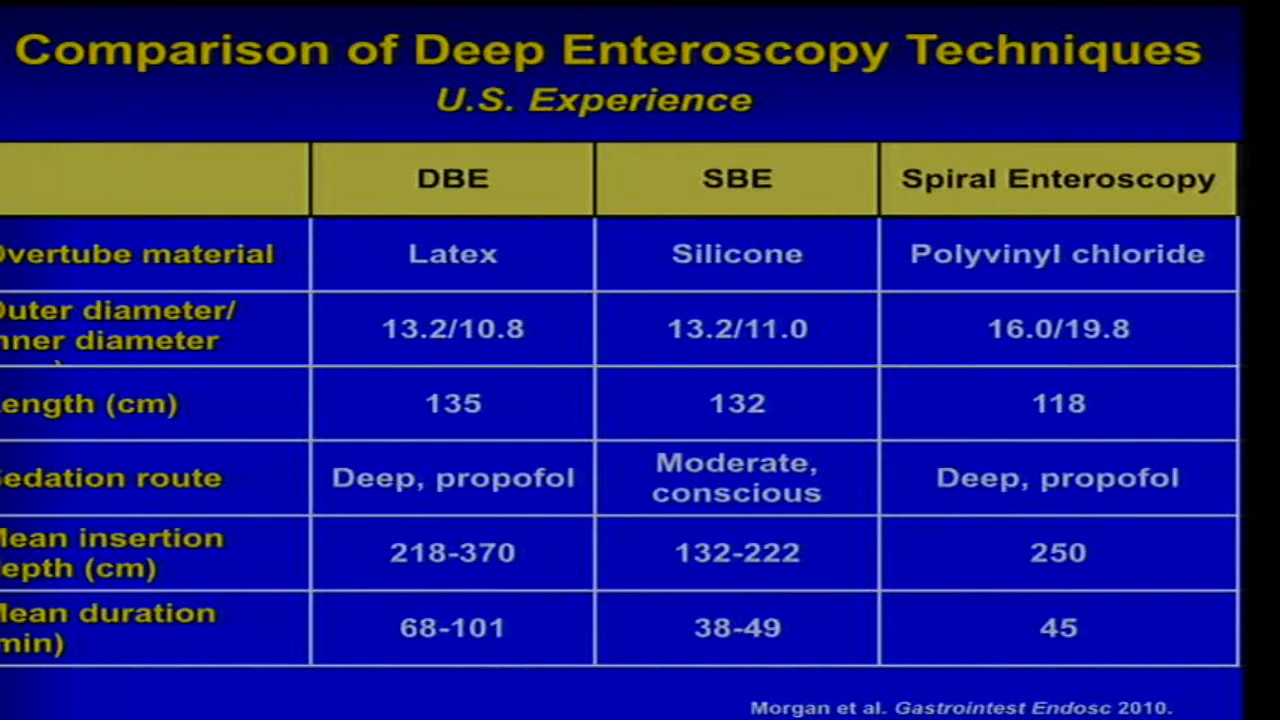 Comparison of Deep Enteroscopy Techniques
U.S. Experience
DBE SBE Spiral Enteroscopy
vertube material Latex Silicone Polyvinyl chloride
Outer diameter/
nner diameter 13.2/10.8 13.2/11.0 16.0/19.8
ength (cm) 135 132 118
edation route Deep, propofol Moderate,
conscious Deep, propofol
Mean insertion
epth (cm) 218-370 132-222 250
Mean duration
min) 68-101 38-49 45
Morgan et al. Gastrointest Endosc 2010.